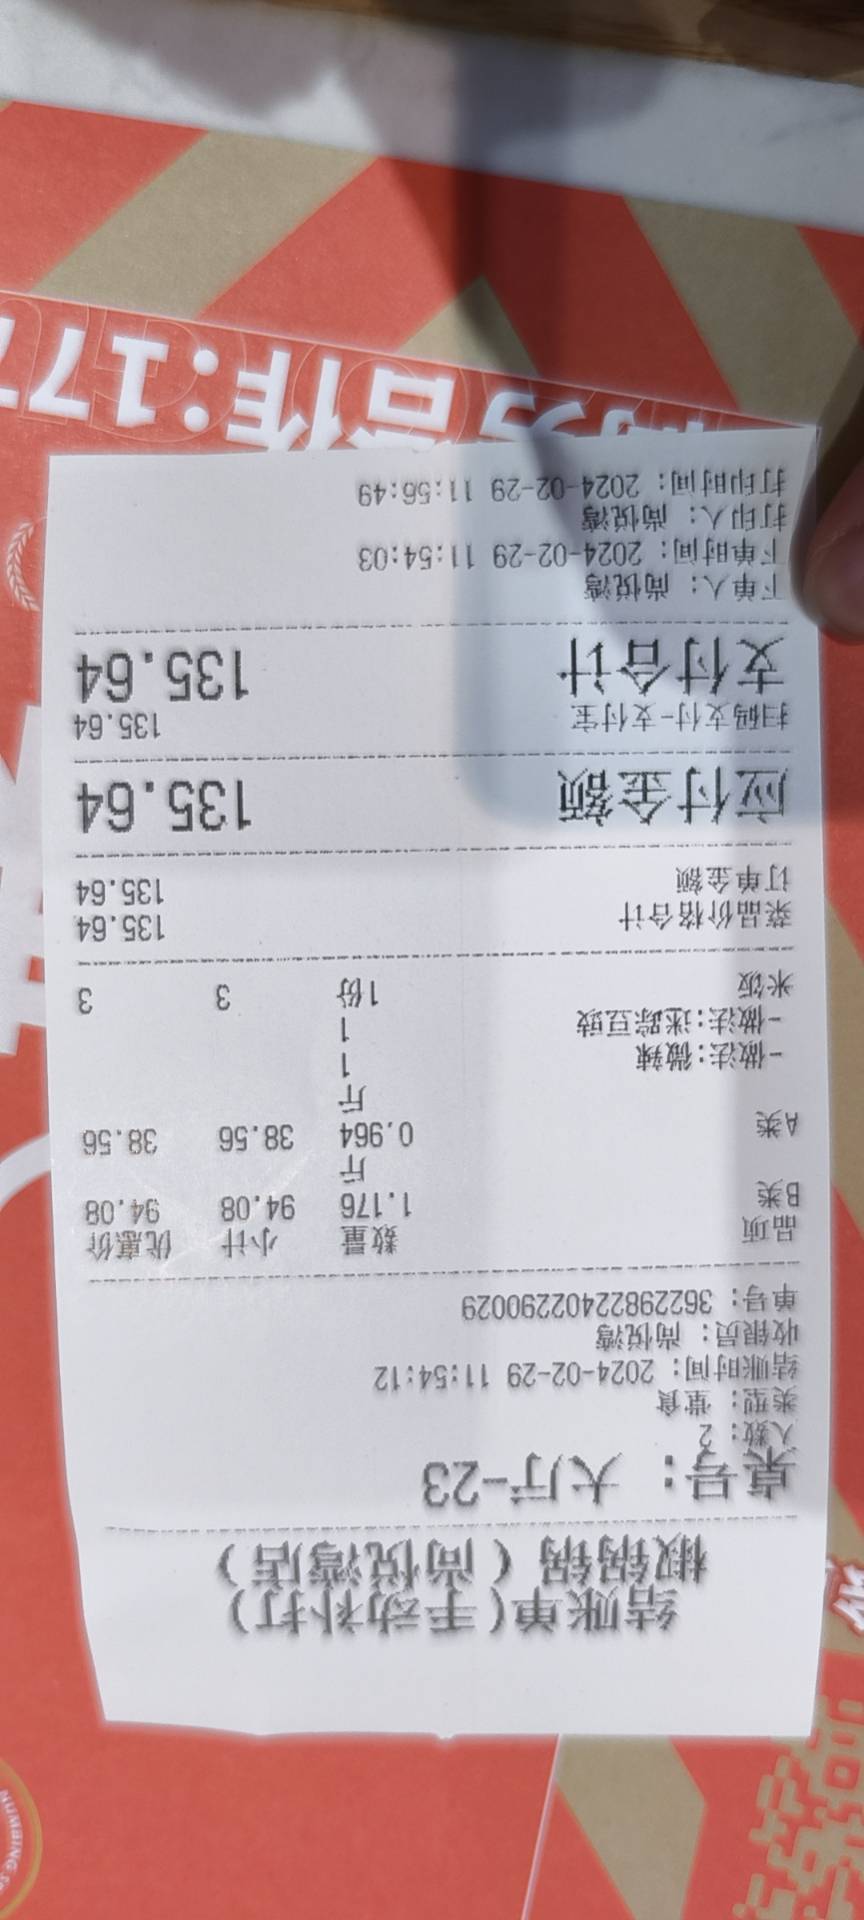 结账单(手动补打)
椒锅锅(尚悦湾店)
桌号: 大厅-23
人数: 2
类型: 堂食
结账时间: 2024-02-29 11:54:12
收银员: 尚悦湾
单号: 362298224022290029
品项 数量 小计 优惠价
B类 1.176 94.08 94.08
斤
A类 0.964 38.56 38.56
斤
-做法:微辣 1
-做法:迷踪豆豉 1
米饭 1份 3 3
菜品价格合计 135.64
订单金额 135.64
应付金额 135.64
扫码支付-支付宝 135.64
支付合计 135.64
下单人: 尚悦湾
下单时间: 2024-02-29 11:54:03
打印人: 尚悦湾
打印时间: 2024-02-29 11:56:49
合作:177